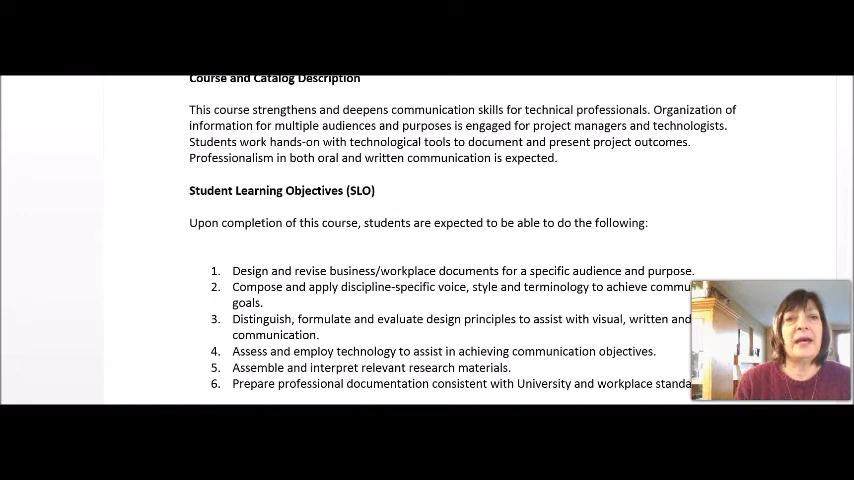 Course and Catalog Description
This course strengthens and deepens communication skills for technical professionals. Organization of
information for multiple audiences and purposes is engaged for project managers and technologists.
Students work hands-on with technological tools to document and present project outcomes.
Professionalism in both oral and written communication is expected.
Student Learning Objectives (SLO)
Upon completion of this course, students are expected to be able to do the following:
1. Design and revise business/workplace documents for a specific audience and purpose.
2. Compose and apply discipline-specific voice, style and terminology to achieve commu
goals.
3. Distinguish, formulate and evaluate design principles to assist with visual, written and
communication.
4. Assess and employ technology to assist in achieving communication objectives.
5. Assemble and interpret relevant research materials.
6. Prepare professional documentation consistent with University and workplace standa